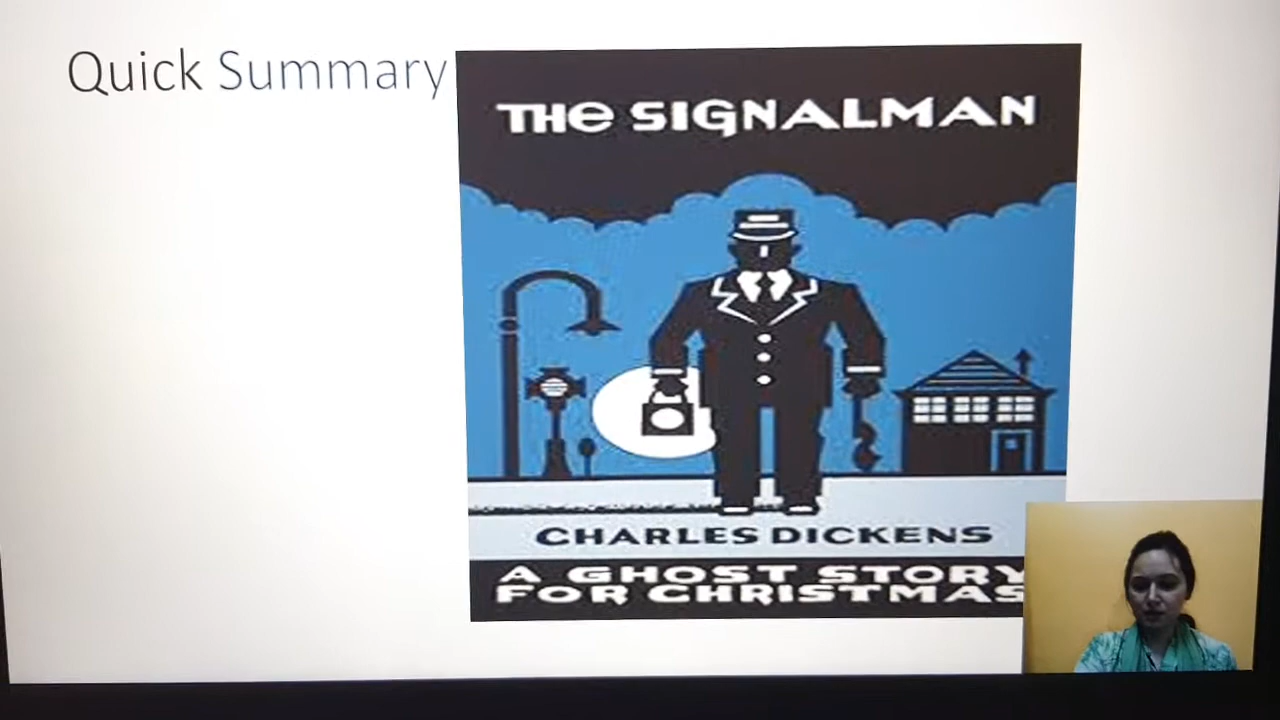 Quick Summary
THE SIGNALMAN
CHARLES DICKENS
A GHOST STORY
FOR CHRISTMAS